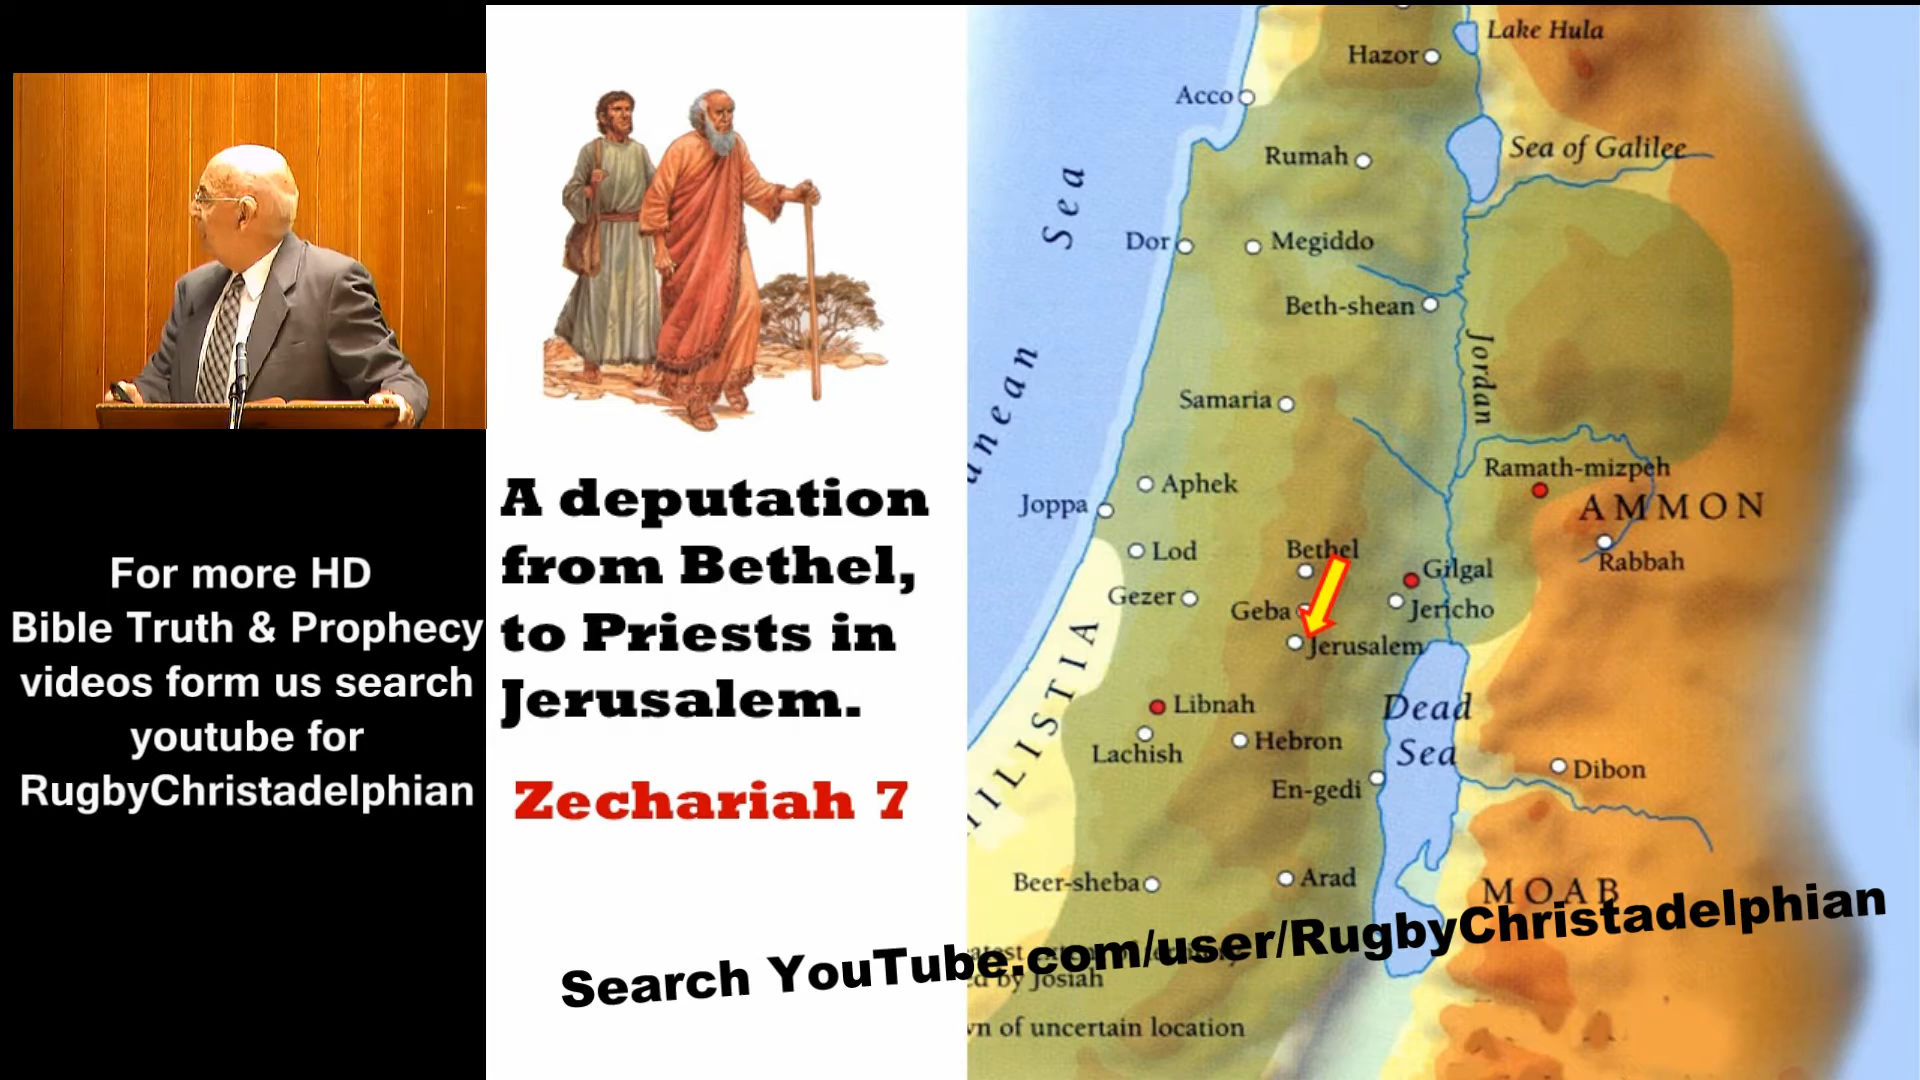 For more HD
Bible Truth & Prophecy
videos form us search
youtube for
RugbyChristadelphian
A deputation
from Bethel,
to Priests in
Jerusalem.
Zechariah 7
Lake Hula
Hazor
Acco
Sea of Galilee
Rumah
Sea
Dor
Megiddo
Beth-shean
anean
Jordan
Samaria
Ramath-mizpeh
Aphek
AMMON
Joppa
Lod
Bethel
Rabbah
Gilgal
Gezer
Geba
Jericho
Jerusalem
HILISTIA
Libnah
Dead
Sea
Lachish
Hebron
En-gedi
Dibon
Beer-sheba
Arad
MOAB
Search YouTube.com/user/RugbyChristadelphian
by Josiah
wn of uncertain location